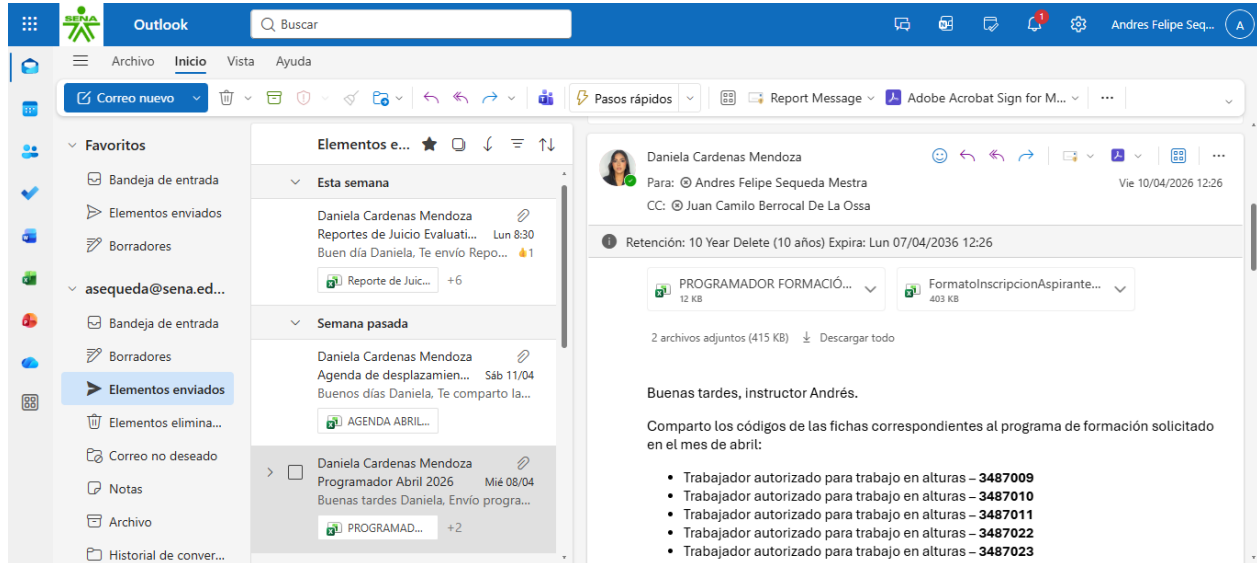 SENA
Outlook
Buscar
1
Andres Felipe Seq...
A
Archivo
Inicio
Vista
Ayuda
Correo nuevo
Pasos rápidos
Report Message
Adobe Acrobat Sign for M...
Favoritos
Bandeja de entrada
Elementos enviados
Borradores
asequeda@sena.ed...
Bandeja de entrada
Borradores
Elementos enviados
Elementos elimina...
Correo no deseado
Notas
Archivo
Historial de conver...
Elementos e...
Esta semana
Daniela Cardenas Mendoza
Reportes de Juicio Evaluati... Lun 8:30
Buen día Daniela, Te envío Repo... 1
Reporte de Juic... +6
Semana pasada
Daniela Cardenas Mendoza
Agenda de desplazamien... Sáb 11/04
Buenos días Daniela, Te comparto la...
AGENDA ABRIL...
Daniela Cardenas Mendoza
Programador Abril 2026 Mié 08/04
Buenas tardes Daniela, Envío progra...
PROGRAMAD... +2
Daniela Cardenas Mendoza
Para: Andres Felipe Sequeda Mestra
Vie 10/04/2026 12:26
CC: Juan Camilo Berrocal De La Ossa
Retención: 10 Year Delete (10 años) Expira: Lun 07/04/2036 12:26
PROGRAMADOR FORMACIÓ...
12 KB
FormatoInscripcionAspirante...
403 KB
2 archivos adjuntos (415 KB) Descargar todo
Buenas tardes, instructor Andrés.
Comparto los códigos de las fichas correspondientes al programa de formación solicitado
en el mes de abril:
• Trabajador autorizado para trabajo en alturas – 3487009
• Trabajador autorizado para trabajo en alturas – 3487010
• Trabajador autorizado para trabajo en alturas – 3487011
• Trabajador autorizado para trabajo en alturas – 3487022
• Trabajador autorizado para trabajo en alturas – 3487023